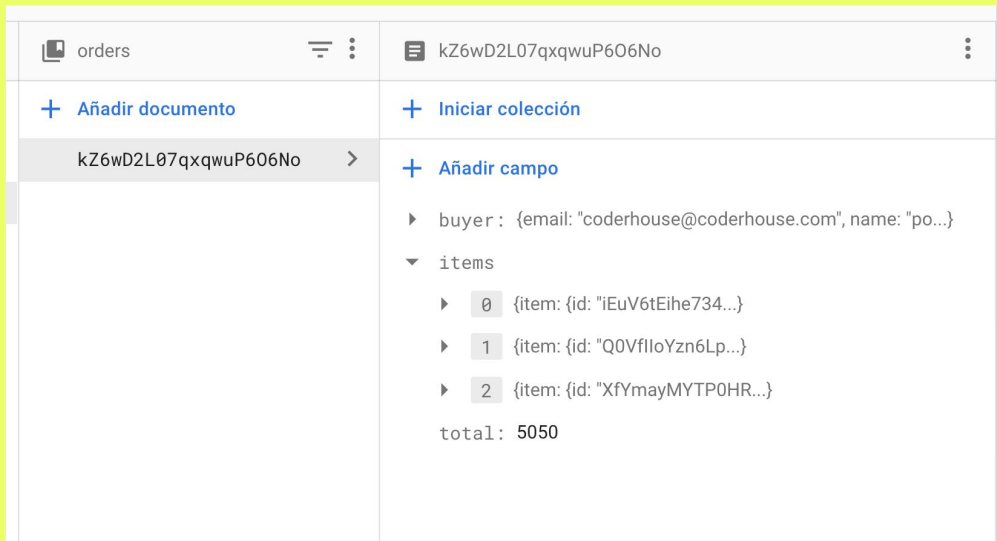 orders
Añadir documento
kZ6wD2L07qxqwuP6O6No
kZ6wD2L07qxqwuP6O6No
Iniciar colección
Añadir campo
buyer: {email: "coderhouse@coderhouse.com", name: "po...}
items
0 {item: {id: "iEuV6tEihe734...}
1 {item: {id: "Q0VfIIoYzn6Lp...}
2 {item: {id: "XfYmayMYTP0HR...}
total: 5050